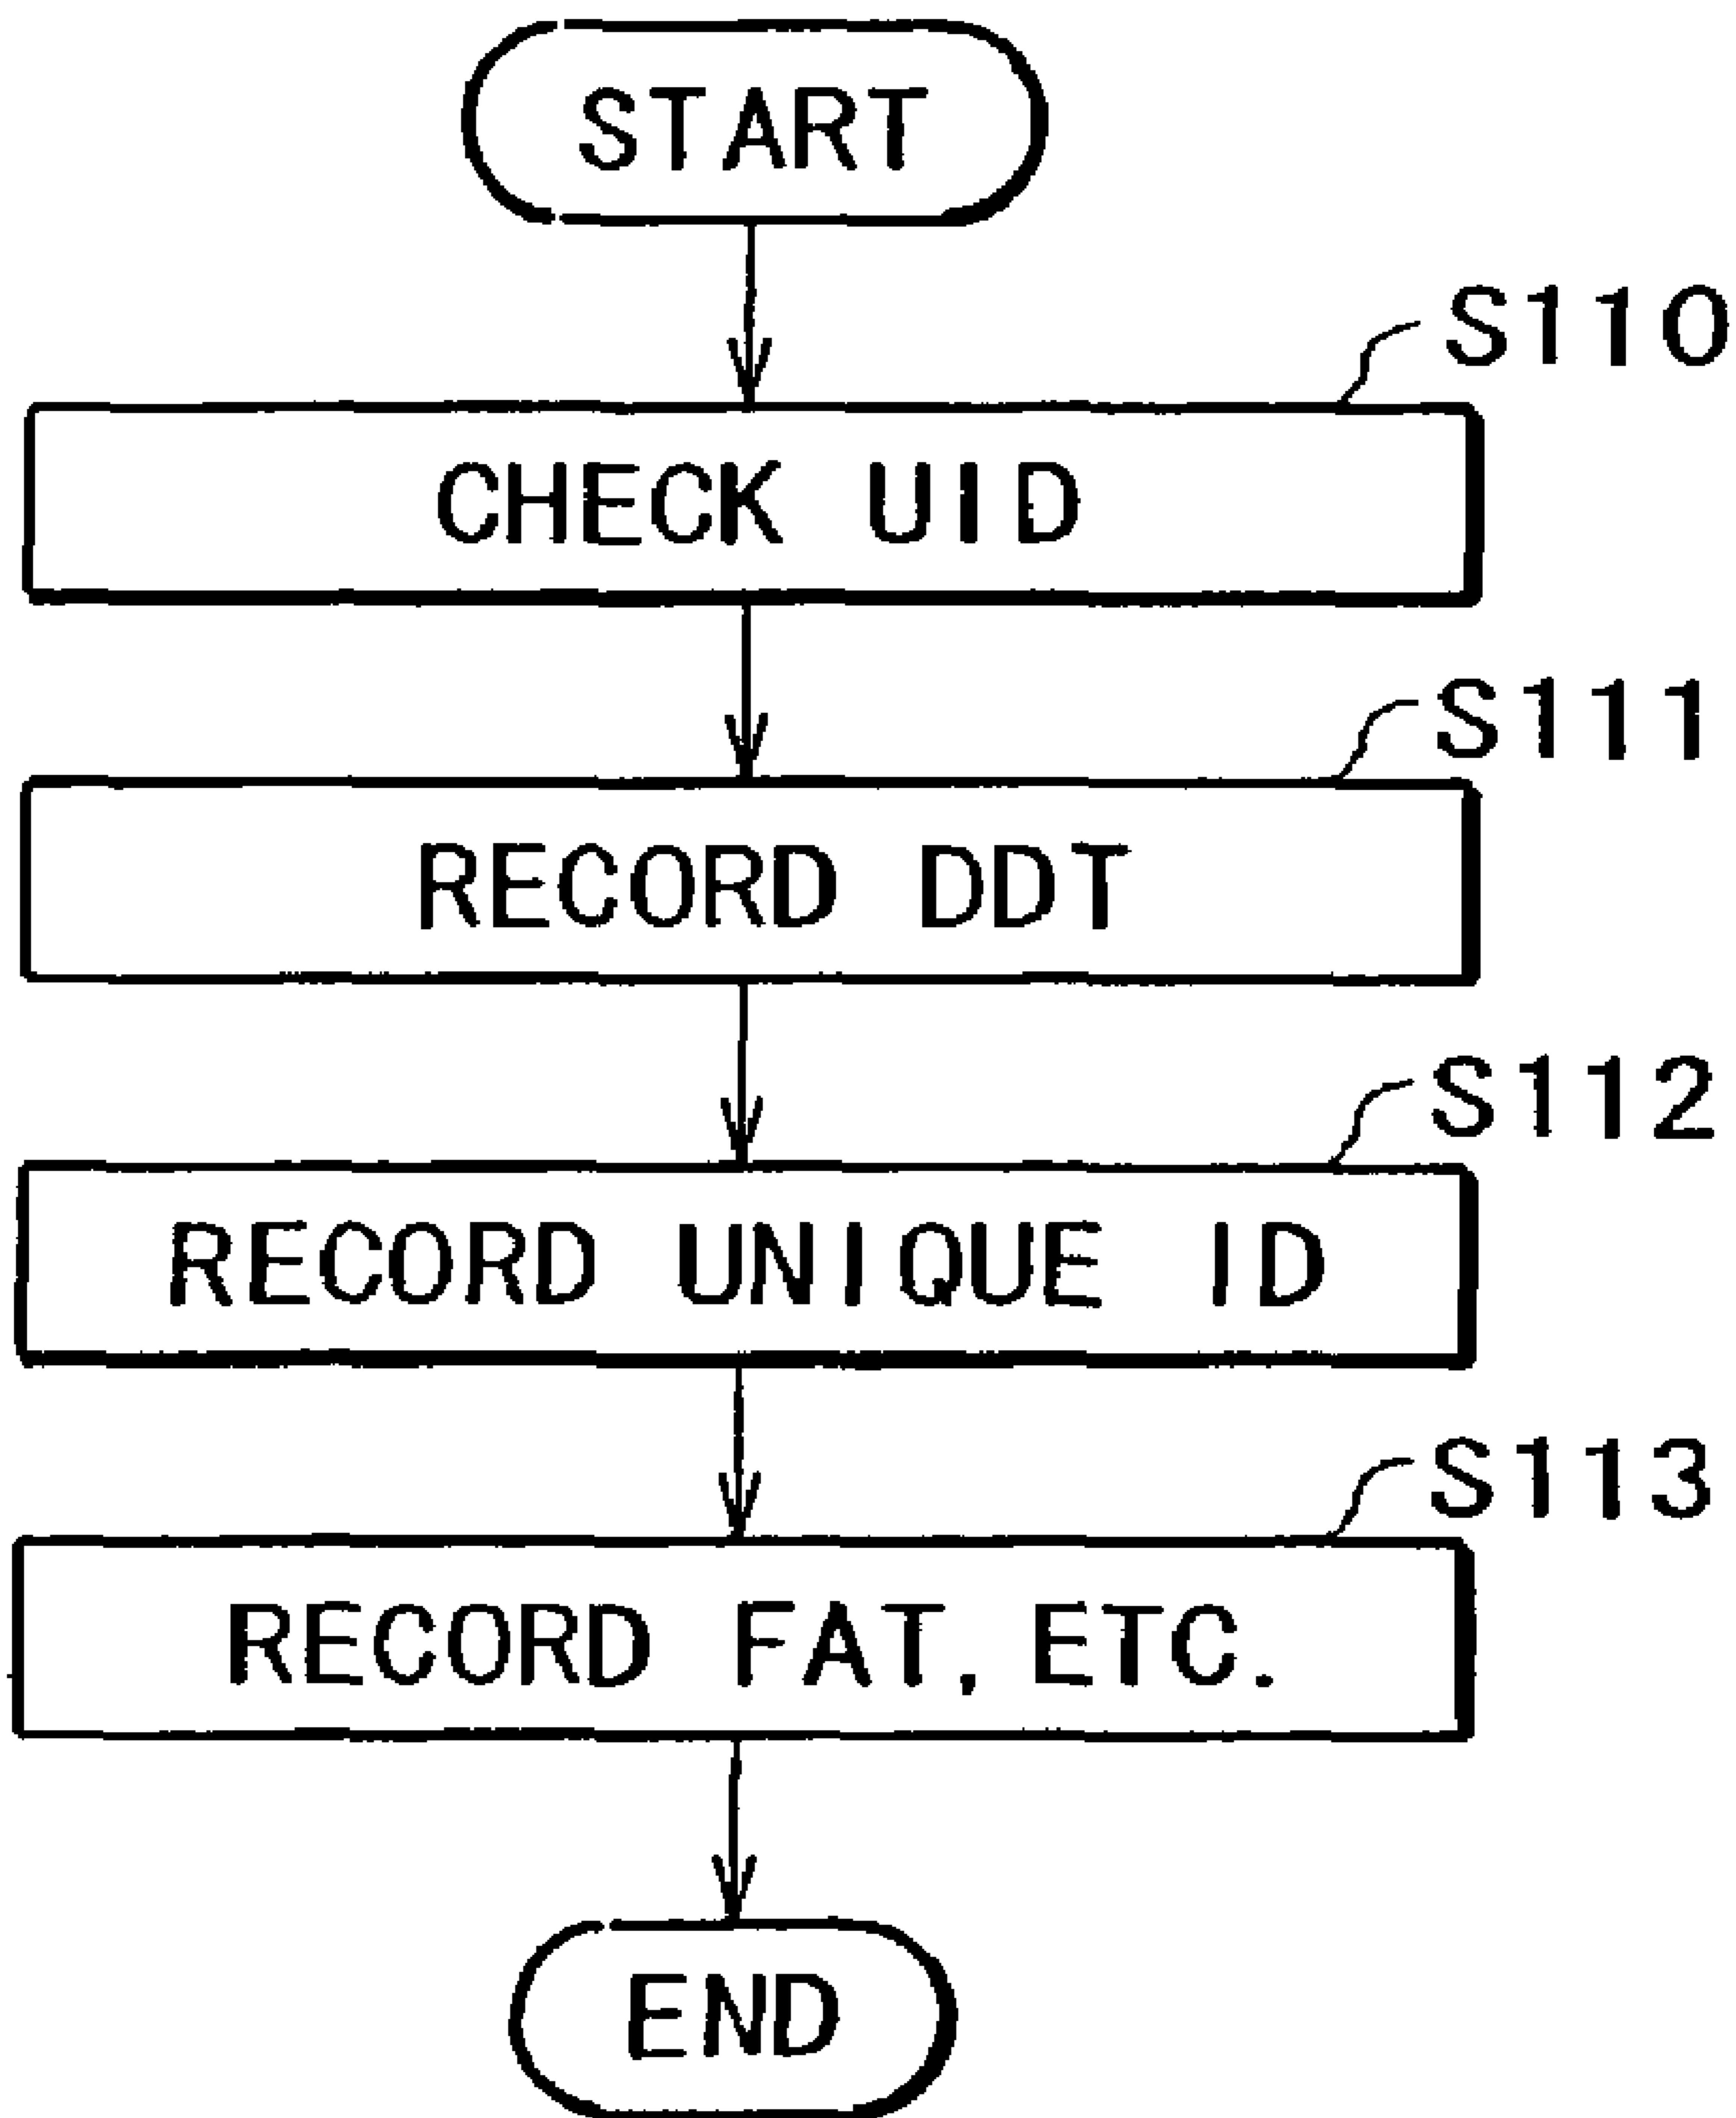 START
S110
CHECK UID
S111
RECORD DDT
S112
RECORD UNIQUE ID
S113
RECORD FAT, ETC.
END